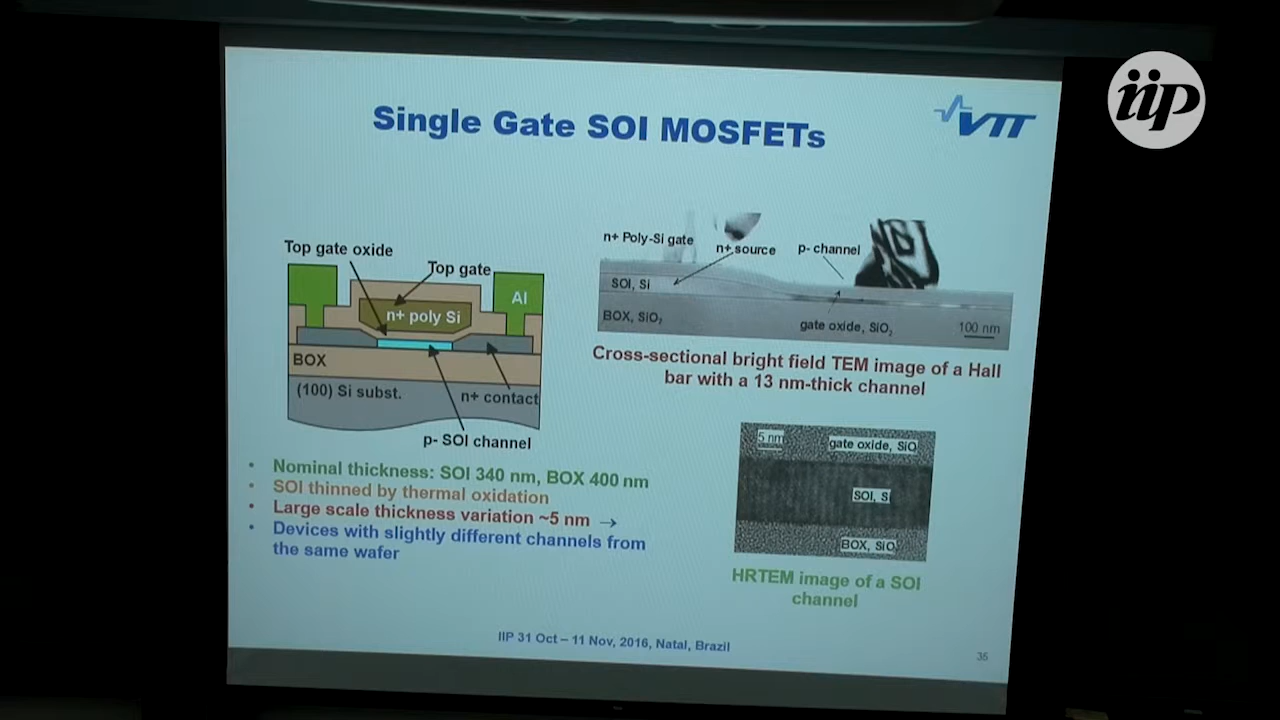 iip
Single Gate SOI MOSFETs
VTT
Top gate oxide
Top gate
Al
n+ poly Si
BOX
(100) Si subst.
n+ contact
p- SOI channel
n+ Poly-Si gate
n+ source
p- channel
SOI, Si
BOX, SiO2
gate oxide, SiO2
100 nm
Cross-sectional bright field TEM image of a Hall
bar with a 13 nm-thick channel
5 nm
gate oxide, SiO
SOI, Si
BOX, SiO
HRTEM image of a SOI
channel
• Nominal thickness: SOI 340 nm, BOX 400 nm
• SOI thinned by thermal oxidation
• Large scale thickness variation ~5 nm →
• Devices with slightly different channels from
the same wafer
IIP 31 Oct – 11 Nov, 2016, Natal, Brazil
35